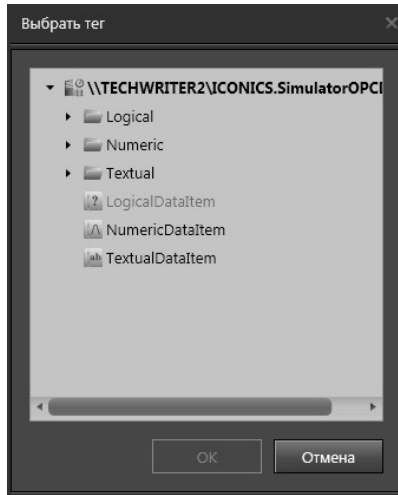 Выбрать тег
\\TECHWRITER2\ICONICS.SimulatorOPCI
Logical
Numeric
Textual
LogicalDataItem
NumericDataItem
TextualDataItem
OK
Отмена